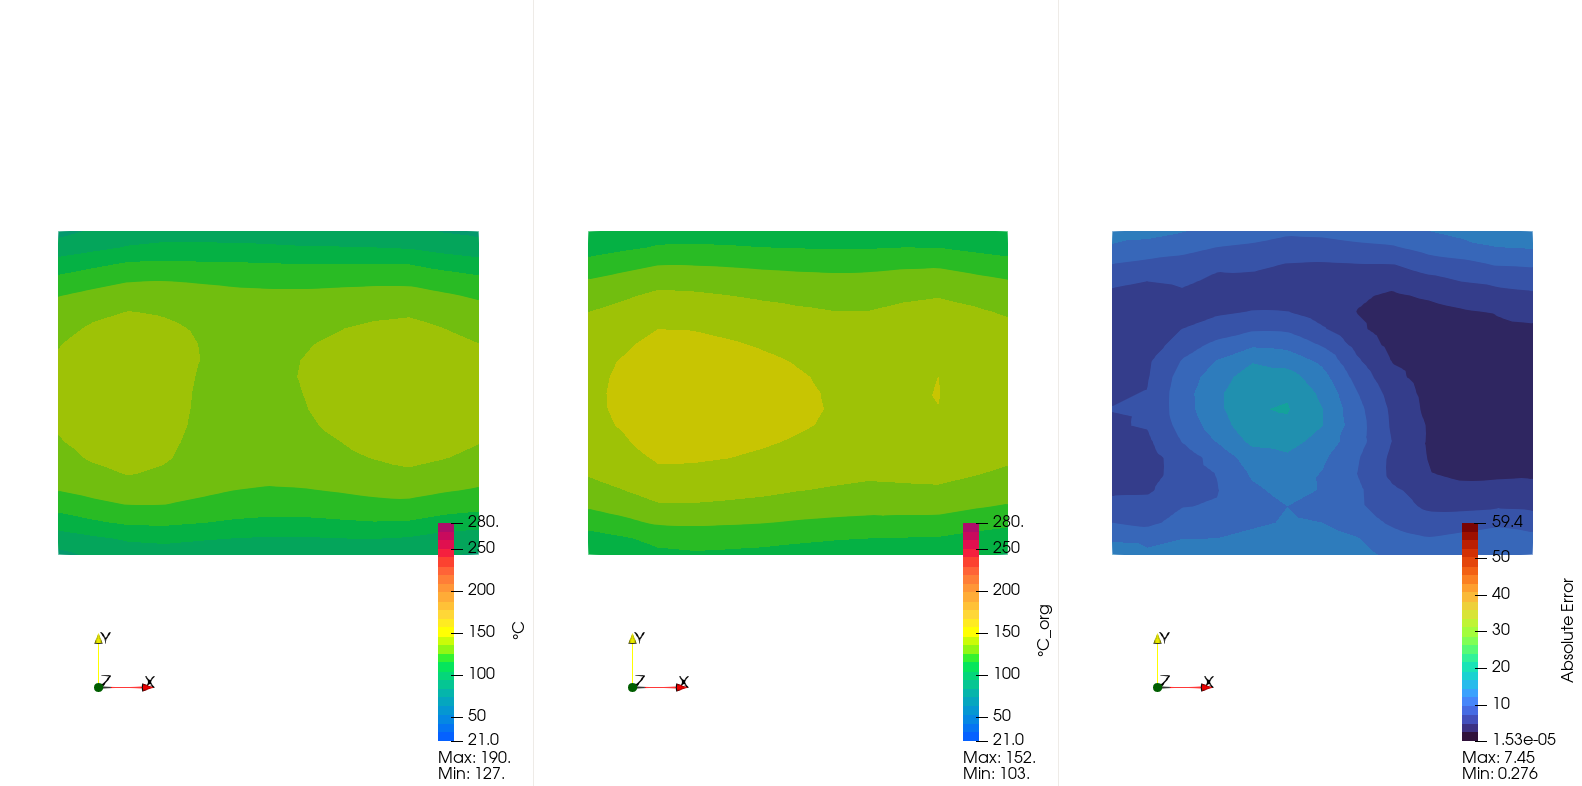 280.
250
200
150
100
50
21.0
°C
Max: 190.
Min: 127.
Y
Z
X
280.
250
200
150
100
50
21.0
°C_org
Max: 152.
Min: 103.
Y
Z
X
59.4
50
40
30
20
10
1.53e-05
Absolute Error
Max: 7.45
Min: 0.276
Y
Z
X